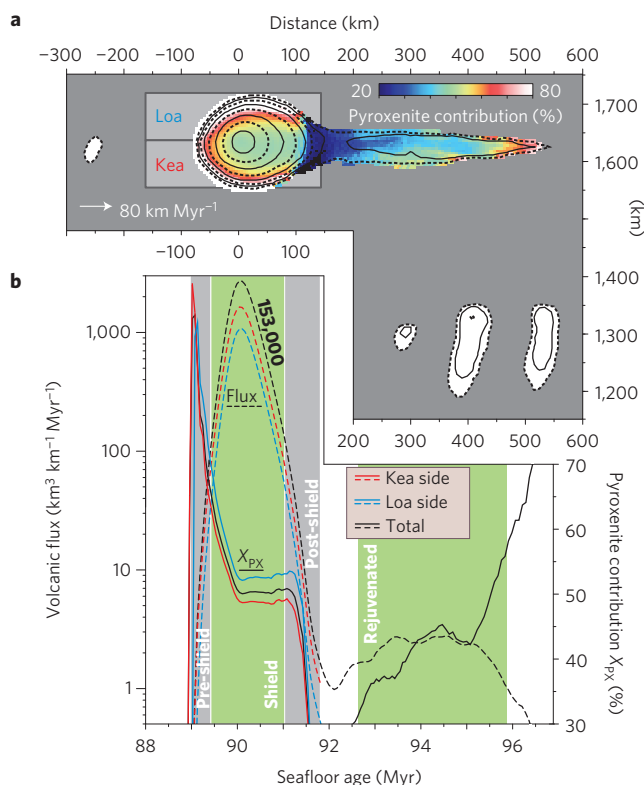 a
Distance (km)
−300 −200 −100 0 100 200 300 400 500 600
Loa
Kea
20 80
Pyroxenite contribution (%)
80 km Myr−1
1,700
1,600
(km)
1,300
1,200
−100 0 100
200 300 400 500 600
b
Volcanic flux (km3 km−1 Myr−1)
1,000
100
10
1
153,000
Flux
XPX
Pre-shield
Shield
Post-shield
Rejuvenated
Kea side
Loa side
Total
70
60
50
40
30
Pyroxenite contribution XPX (%)
88 90 92 94 96
Seafloor age (Myr)